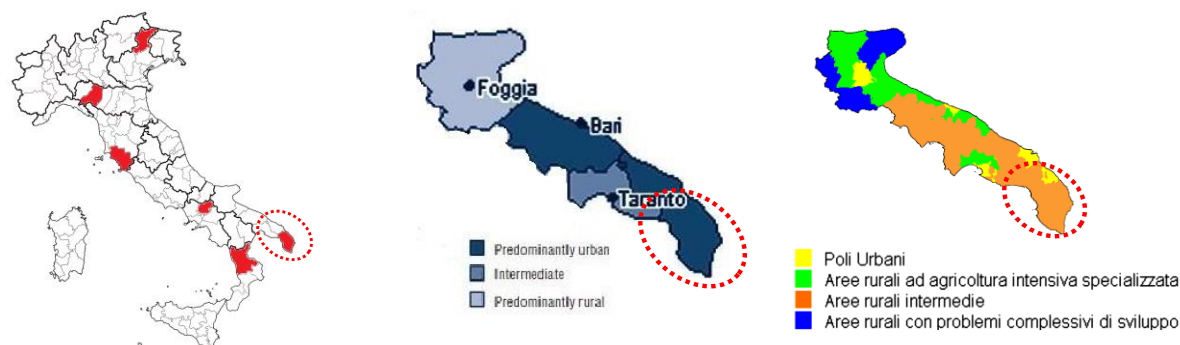 Foggia
Bari
Taranto
Predominantly urban
Intermediate
Predominantly rural
Poli Urbani
Aree rurali ad agricoltura intensiva specializzata
Aree rurali intermedie
Aree rurali con problemi complessivi di sviluppo